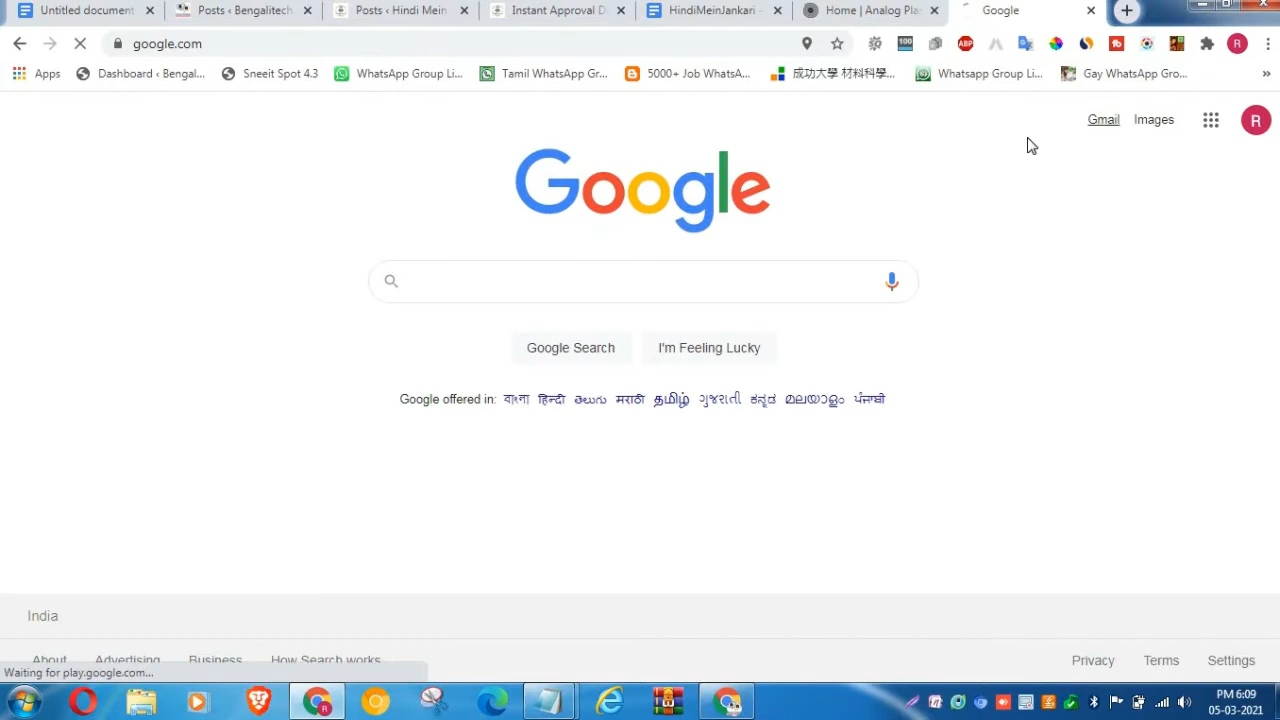 Untitled document
Posts ‹ Bengalitech
Posts ‹ Hindi Mein
Instant Approval D
HindiMeinJankari -
Home | Analog Pla
Google
google.com
100
ABP
R
Apps
Dashboard ‹ Bengal...
Sneeit Spot 4.3
WhatsApp Group Li...
Tamil WhatsApp Gr...
5000+ Job WhatsA...
成功大學 材料科學...
Whatsapp Group Li...
Gay WhatsApp Gro...
»
Gmail
Images
R
Google
Google Search
I'm Feeling Lucky
Google offered in: বাংলা हिन्दी తెలుగు मराठी தமிழ் ગુજરાતી ಕನ್ನಡ മലയാളം ਪੰਜਾਬੀ
India
About
Advertising
Business
How Search works
Privacy
Terms
Settings
Waiting for play.google.com...
PM 6:09
05-03-2021